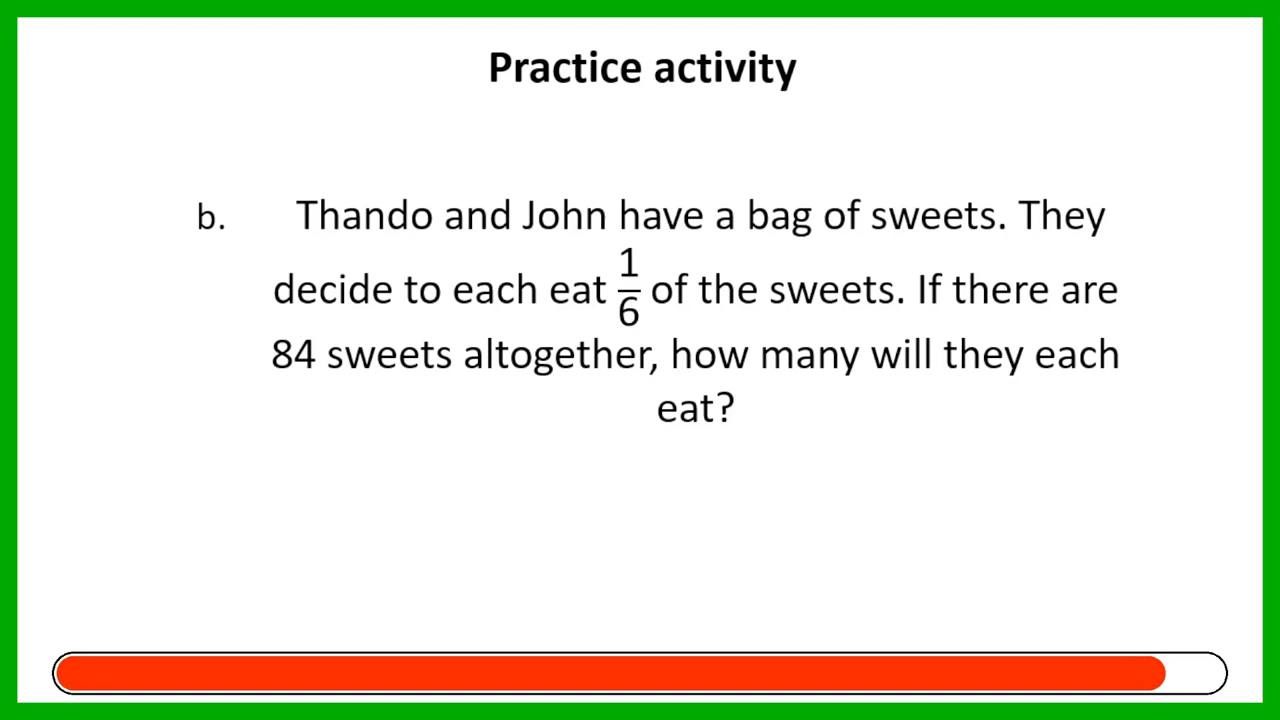 Practice activity
b. Thando and John have a bag of sweets. They
decide to each eat 1/6 of the sweets. If there are
84 sweets altogether, how many will they each
eat?